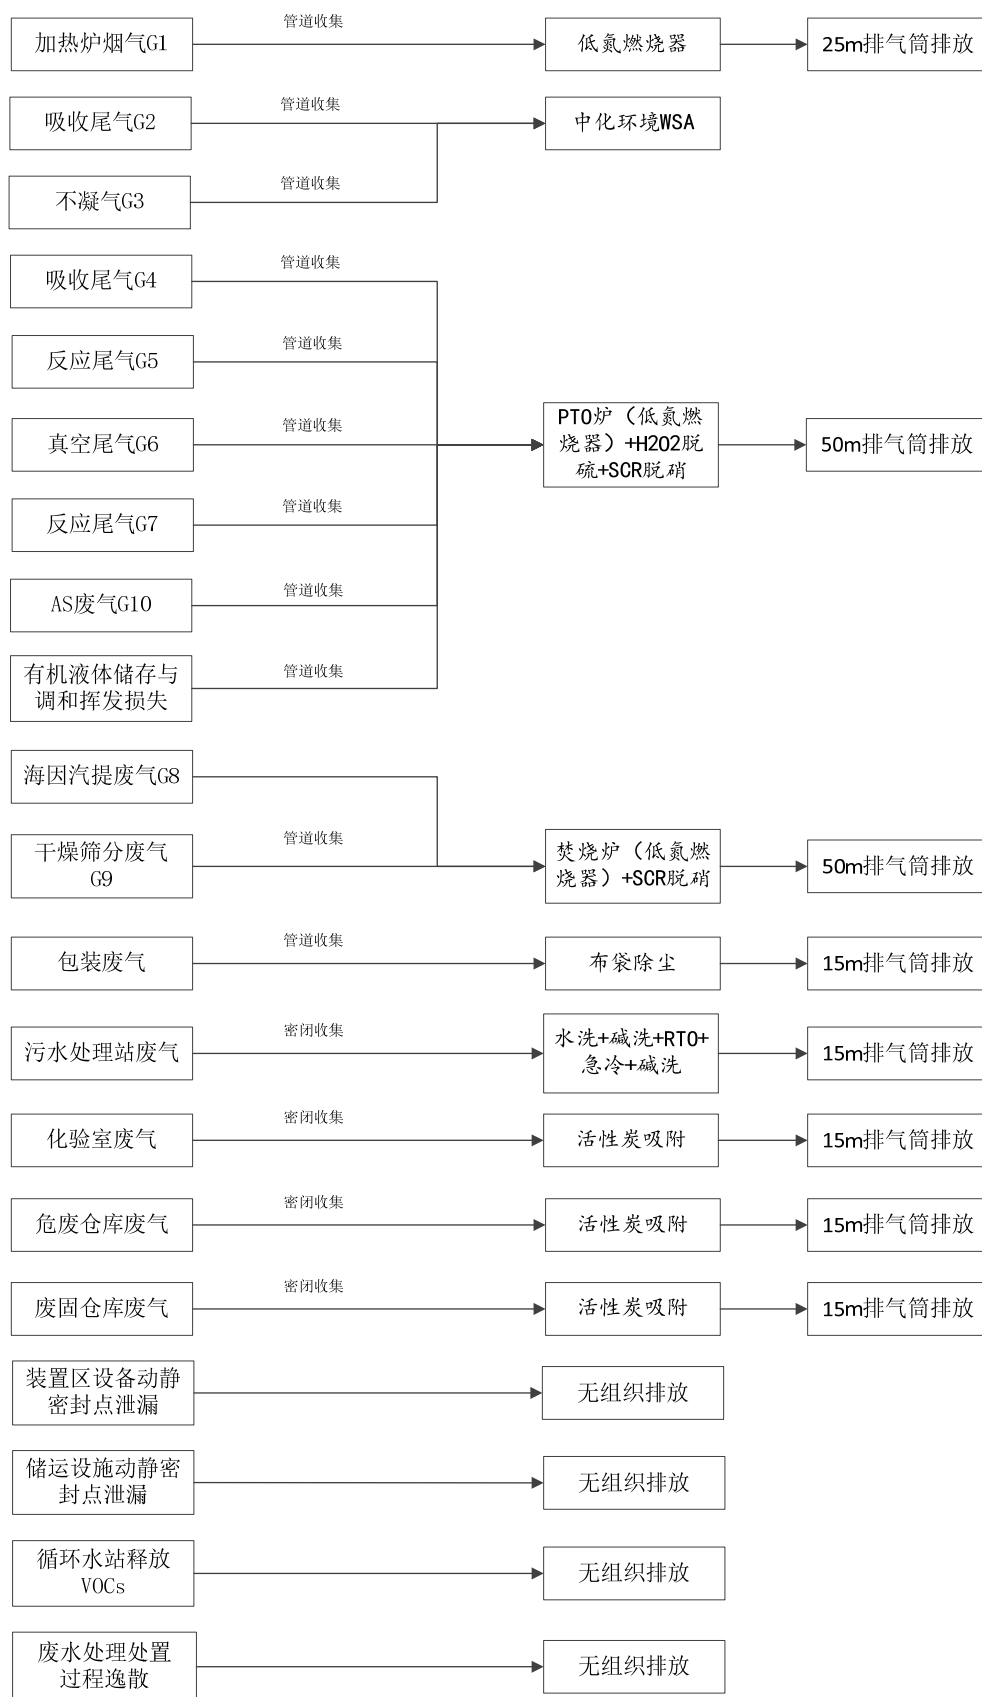 管道收集
加热炉烟气G1
低氮燃烧器
25m排气筒排放
管道收集
吸收尾气G2
中化环境WSA
管道收集
不凝气G3
管道收集
吸收尾气G4
管道收集
反应尾气G5
管道收集
真空尾气G6
PTO炉（低氮燃
烧器）+H2O2脱
硫+SCR脱硝
50m排气筒排放
管道收集
反应尾气G7
管道收集
AS废气G10
管道收集
有机液体储存与
调和挥发损失
海因汽提废气G8
管道收集
干燥筛分废气
G9
焚烧炉（低氮燃
烧器）+SCR脱硝
50m排气筒排放
管道收集
包装废气
布袋除尘
15m排气筒排放
密闭收集
污水处理站废气
水洗+碱洗+RTO+
急冷+碱洗
15m排气筒排放
密闭收集
化验室废气
活性炭吸附
15m排气筒排放
密闭收集
危废仓库废气
活性炭吸附
15m排气筒排放
密闭收集
废固仓库废气
活性炭吸附
15m排气筒排放
装置区设备动静
密封点泄漏
无组织排放
储运设施动静密
封点泄漏
无组织排放
循环水站释放
VOCs
无组织排放
废水处理处置
过程逸散
无组织排放